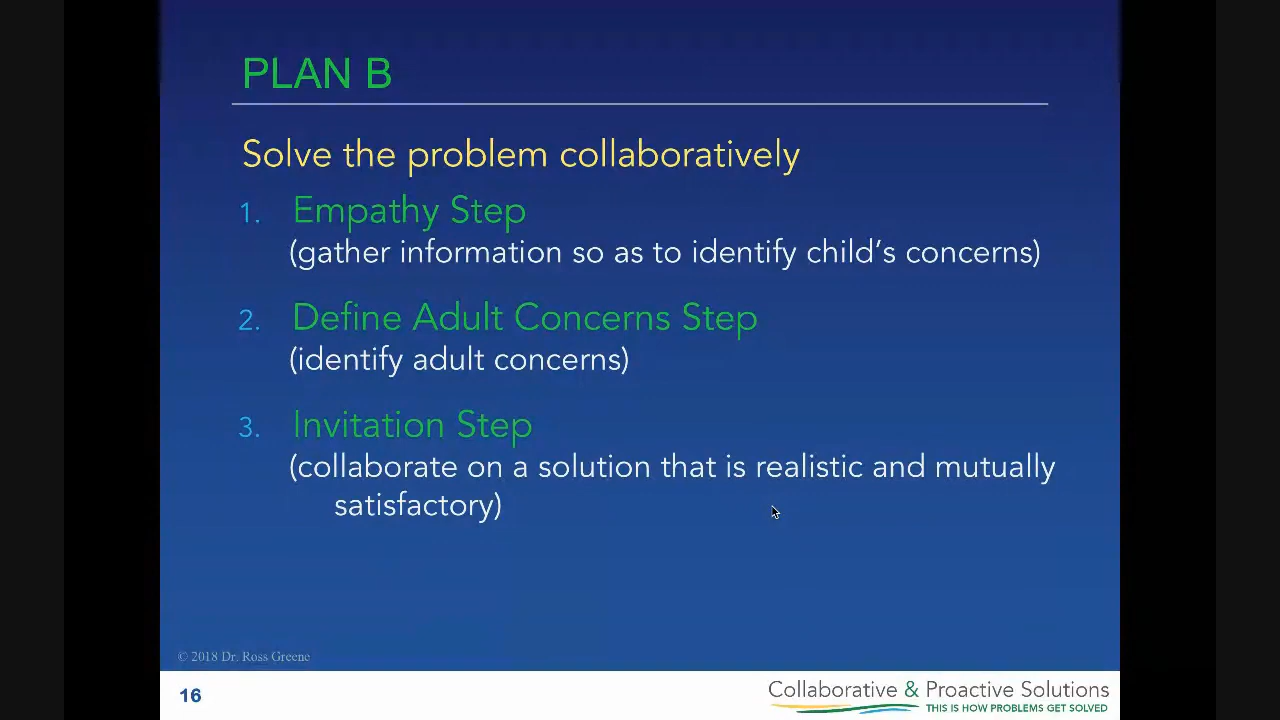 PLAN B
Solve the problem collaboratively
1. Empathy Step
(gather information so as to identify child’s concerns)
2. Define Adult Concerns Step
(identify adult concerns)
3. Invitation Step
(collaborate on a solution that is realistic and mutually
satisfactory)
© 2018 Dr. Ross Greene
16
Collaborative & Proactive Solutions
THIS IS HOW PROBLEMS GET SOLVED